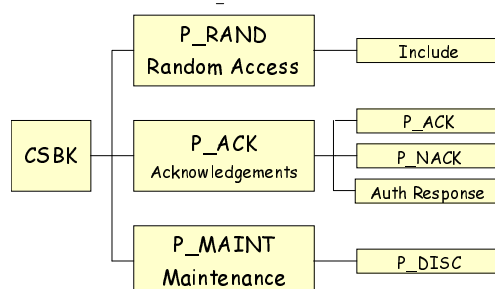 P_RAND
Random Access
Include
CSBK
P_ACK
Acknowledgements
P_ACK
P_NACK
Auth Response
P_MAINT
Maintenance
P_DISC